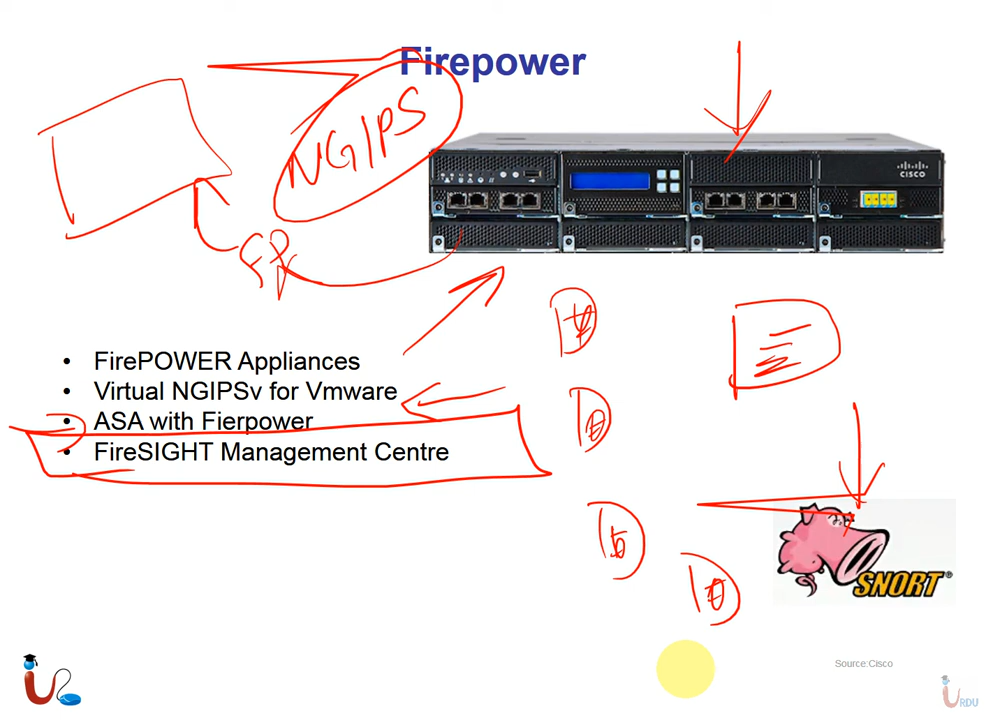 Firepower
NGIPS
CISCO
FP
• FirePOWER Appliances
• Virtual NGIPSv for Vmware
• ASA with Fierpower
• FireSIGHT Management Centre
SNORT®
Source:Cisco
URDU